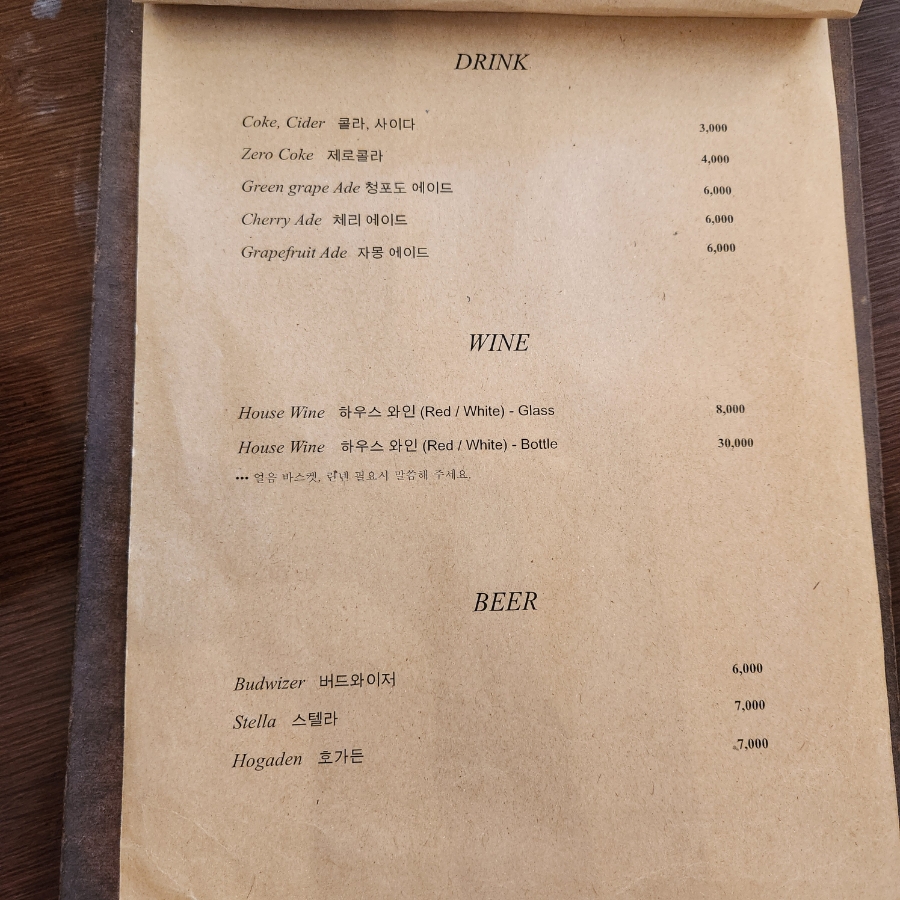 DRINK
Coke, Cider 콜라, 사이다 3,000
Zero Coke 제로콜라 4,000
Green grape Ade 청포도 에이드 6,000
Cherry Ade 체리 에이드 6,000
Grapefruit Ade 자몽 에이드 6,000
WINE
House Wine 하우스 와인 (Red / White) - Glass 8,000
House Wine 하우스 와인 (Red / White) - Bottle 30,000
••• 얼음 바스켓, 필요시 말씀해 주세요.
BEER
Budwizer 버드와이저 6,000
Stella 스텔라 7,000
Hogaden 호가든 7,000